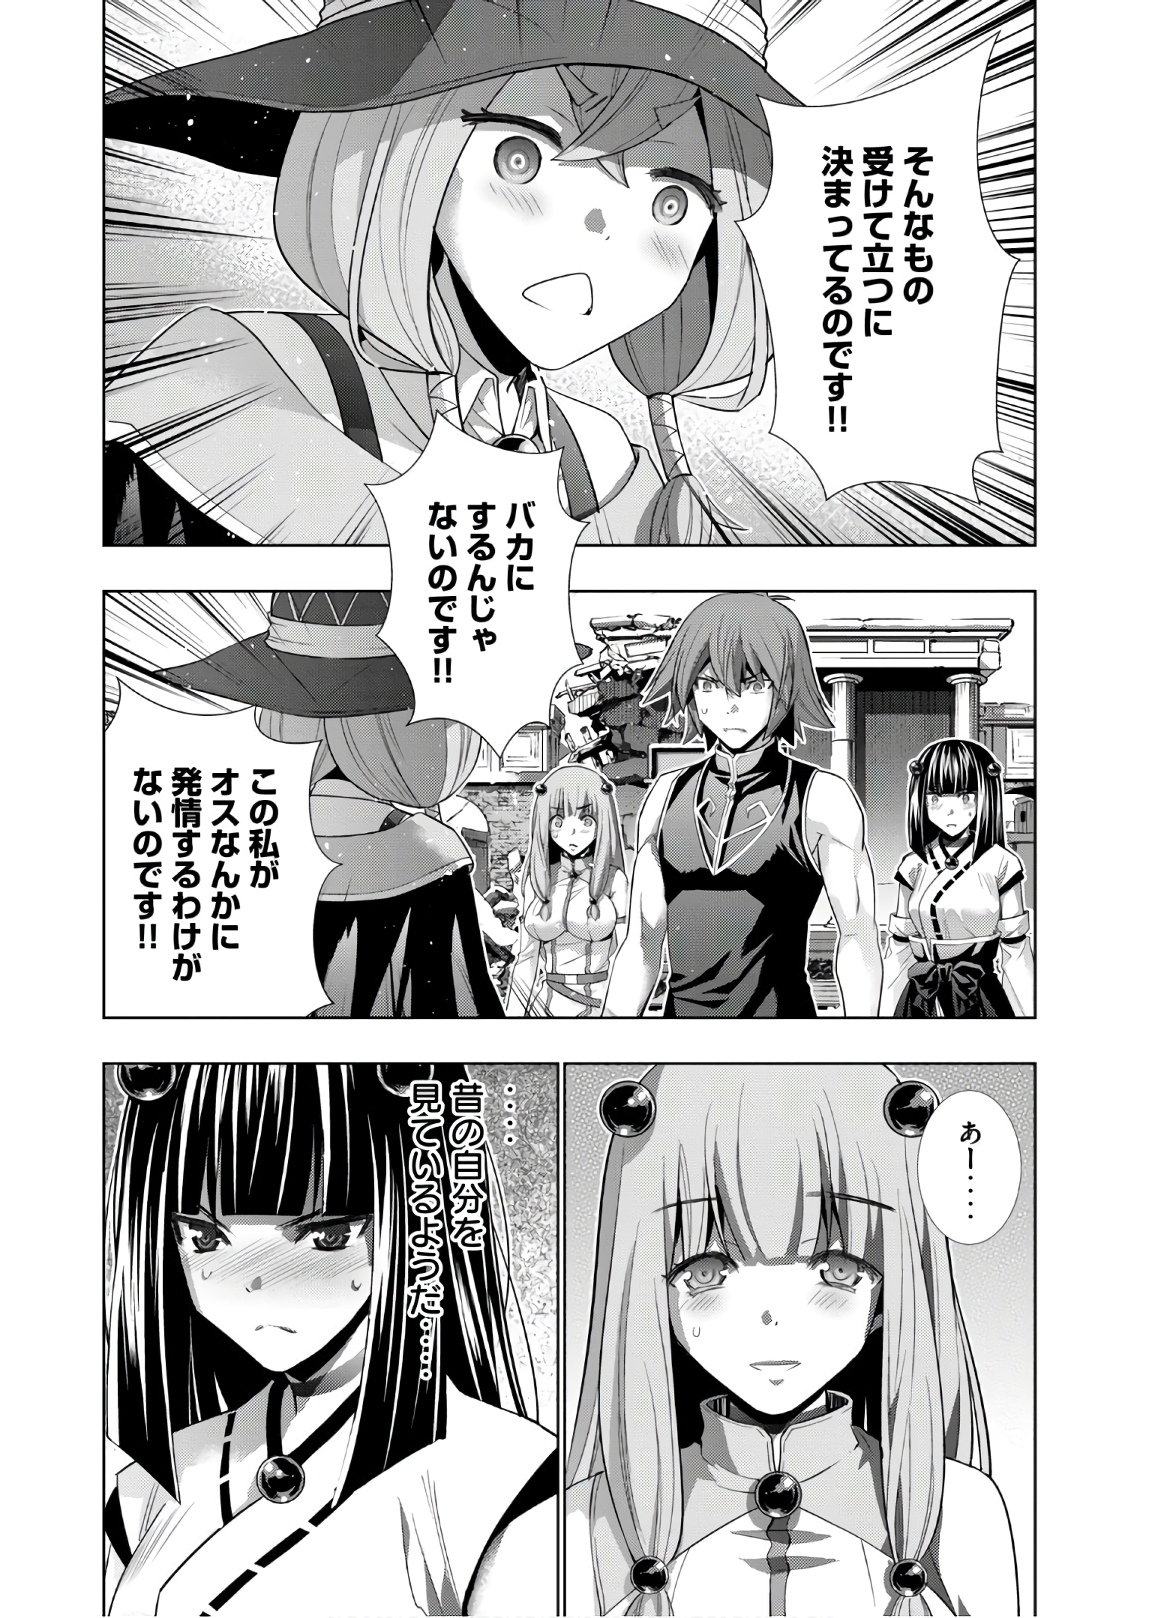 そんなもの
受けて立つに
決まってるのです!!
バカに
するんじゃ
ないのです!!
この私が
オスなんかに
発情するわけが
ないのです!!
あー‥‥‥
‥‥‥
昔の自分を
見ているようだ‥‥‥